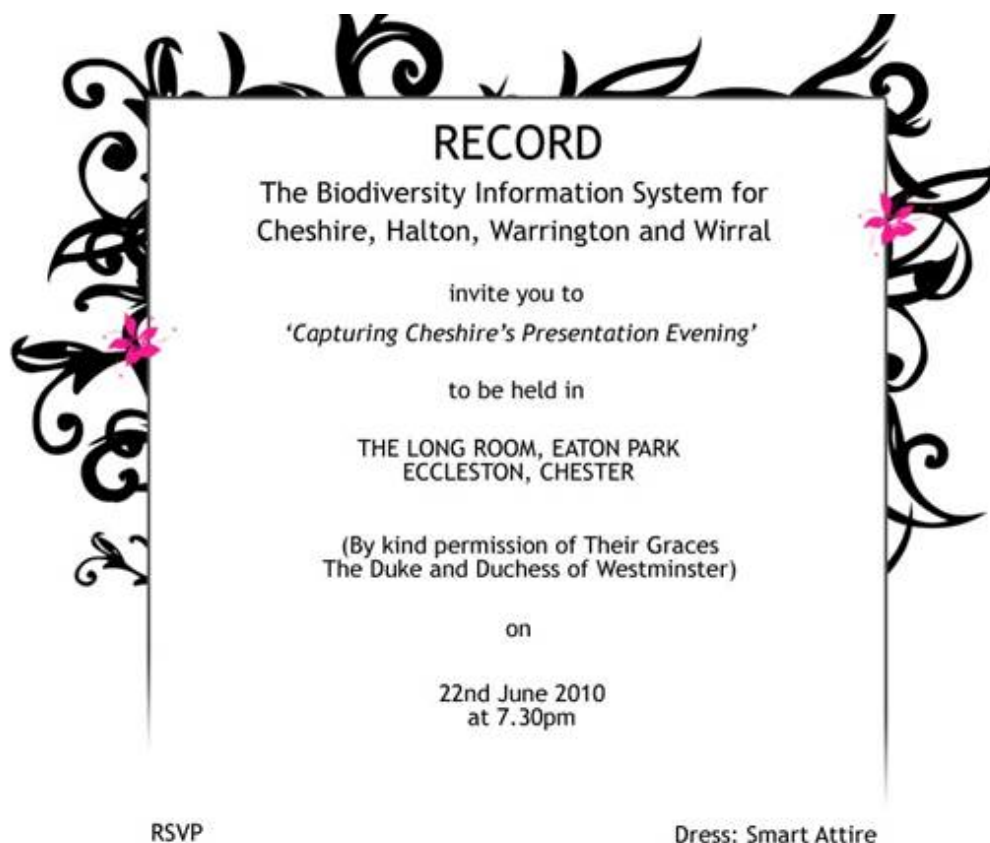 RECORD
The Biodiversity Information System for
Cheshire, Halton, Warrington and Wirral
invite you to
‘Capturing Cheshire’s Presentation Evening’
to be held in
THE LONG ROOM, EATON PARK
ECCLESTON, CHESTER
(By kind permission of Their Graces
The Duke and Duchess of Westminster)
on
22nd June 2010
at 7.30pm
RSVP
Dress: Smart Attire